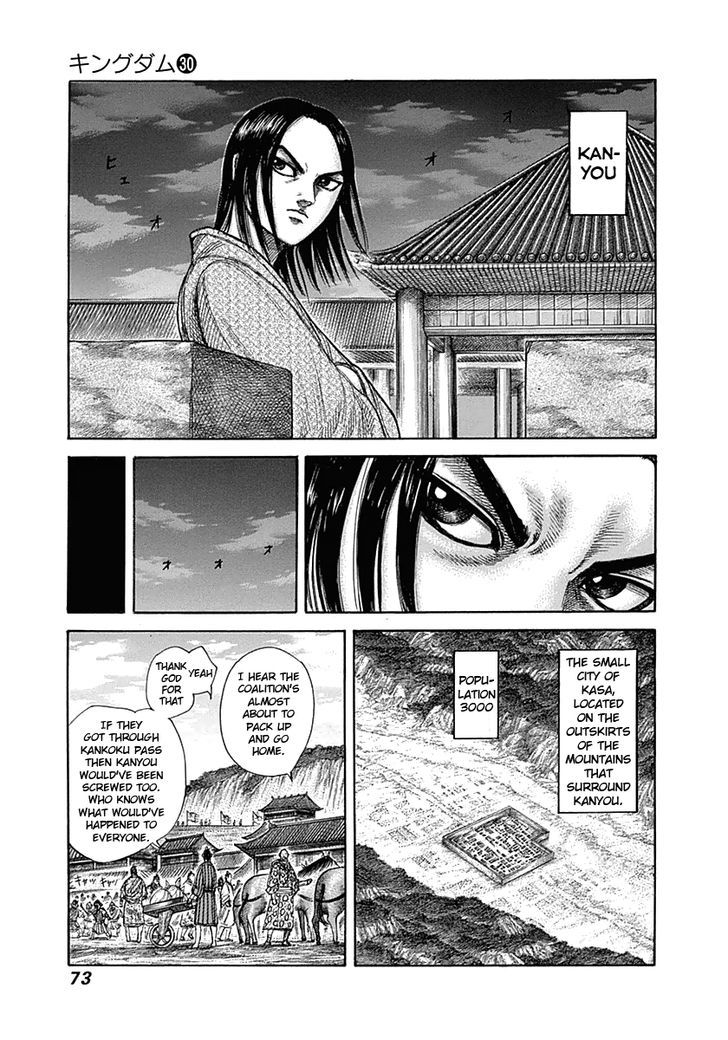 キングダム㉚
KAN-
YOU
ヒュ
オ
オ
オ
オ
オ
オ
THE SMALL
CITY OF
KASA,
LOCATED
ON THE
OUTSKIRTS
OF THE
MOUNTAINS
THAT
SURROUND
KANYOU.
POPU-
LATION
3000
I HEAR THE
COALITION'S
ALMOST
ABOUT TO
PACK UP
AND GO
HOME.
YEAH
THANK
GOD
FOR
THAT
IF THEY
GOT THROUGH
KANKOKU PASS
THEN KANYOU
WOULD'VE BEEN
SCREWED TOO.
WHO KNOWS
WHAT WOULD'VE
HAPPENED TO
EVERYONE.
73